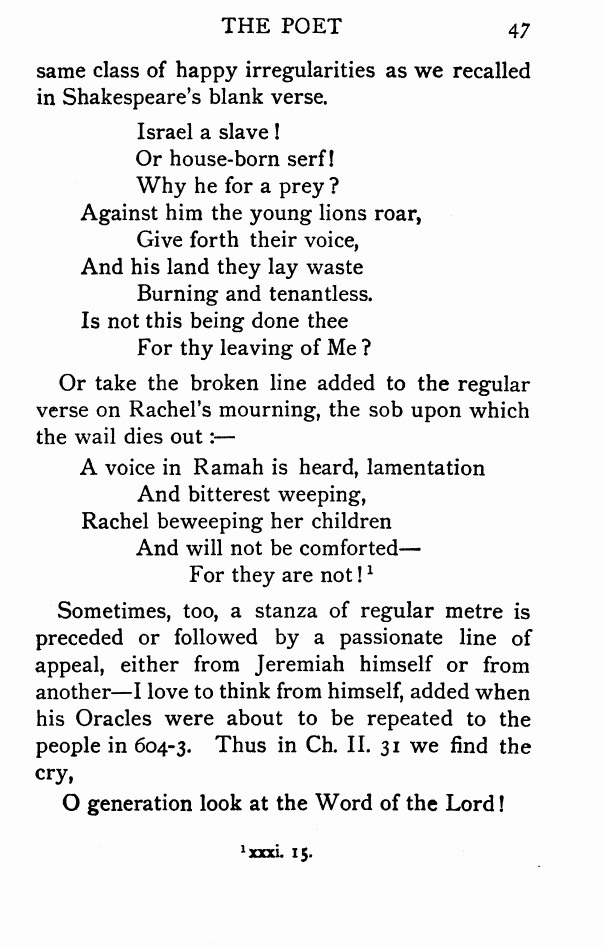 THE POET 47
same class of happy irregularities as we recalled
in Shakespeare's blank verse.
Israel a slave !
Or house-born serf!
Why he for a prey ?
Against him the young lions roar,
Give forth their voice,
And his land they lay waste
Burning and tenantless.
Is not this being done thee
For thy leaving of Me ?
Or take the broken line added to the regular
verse on Rachel's mourning, the sob upon which
the wail dies out :—
A voice in Ramah is heard, lamentation
And bitterest weeping,
Rachel beweeping her children
And will not be comforted—
For they are not ! ¹
Sometimes, too, a stanza of regular metre is
preceded or followed by a passionate line of
appeal, either from Jeremiah himself or from
another—I love to think from himself, added when
his Oracles were about to be repeated to the
people in 604-3. Thus in Ch. II. 31 we find the
cry,
O generation look at the Word of the Lord !
¹ xxxi. 15.